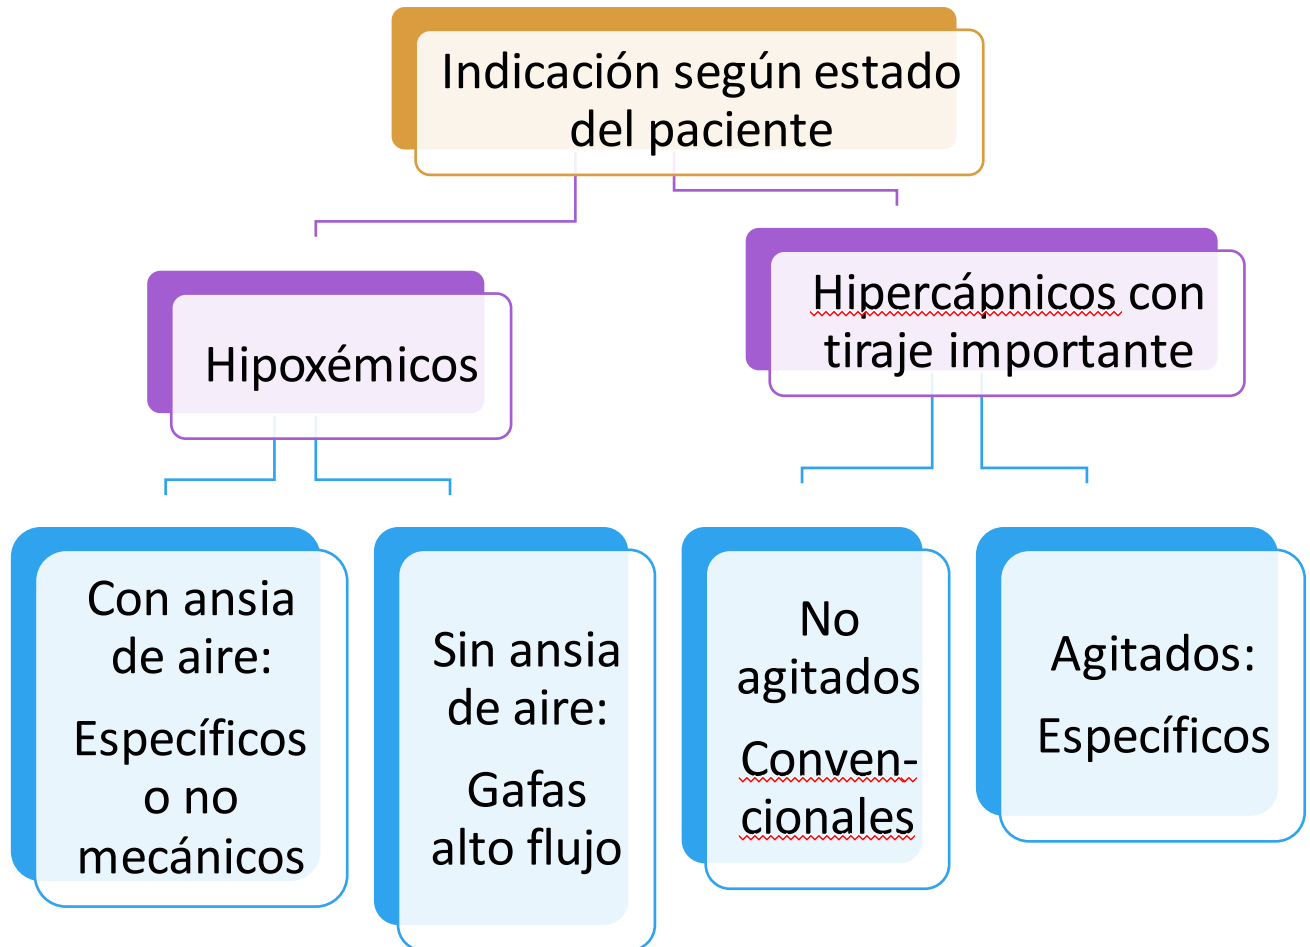 Indicación según estado
del paciente
Hipoxémicos
Hipercápnicos con
tiraje importante
Con ansia
de aire:
Específicos
o no
mecánicos
Sin ansia
de aire:
Gafas
alto flujo
No
agitados
Conven-
cionales
Agitados:
Específicos